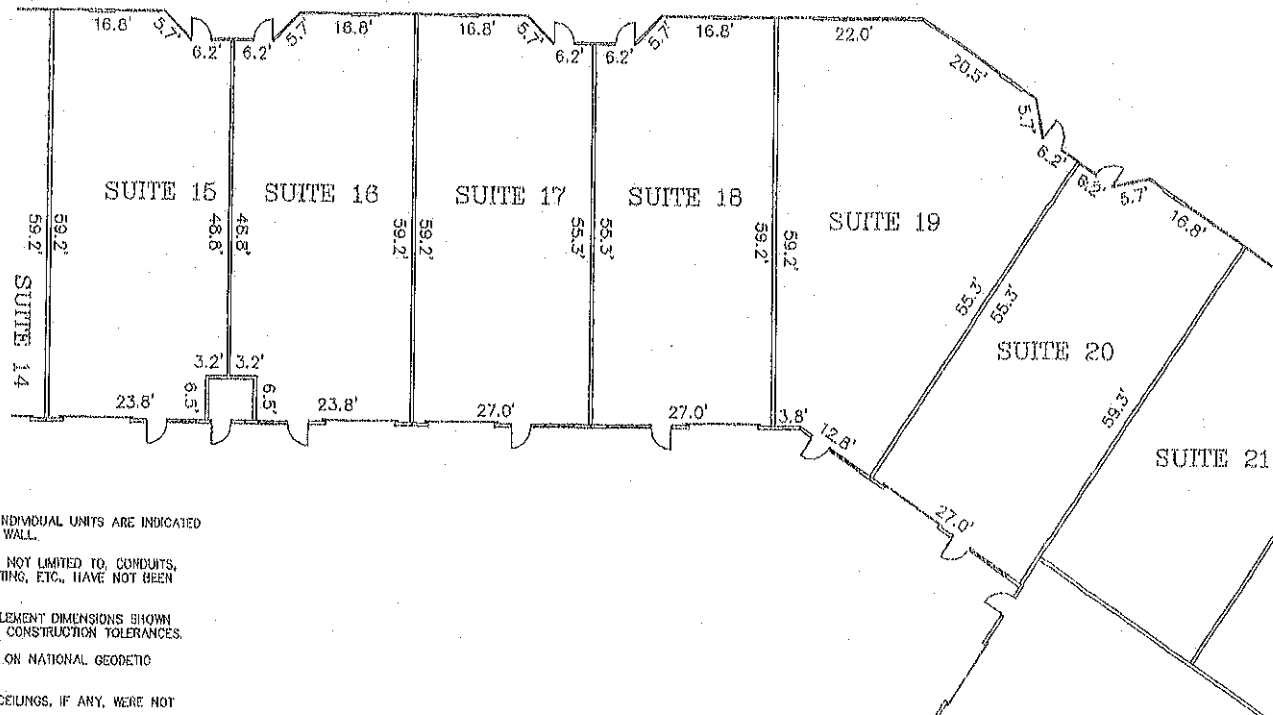 16.8' 5.7' 6.2' 6.2' 5.7' 16.8' 16.8' 5.7' 6.2' 6.2' 5.7' 16.8' 22.0' 20.5'
5.7' 6.2' 6.2' 5.7' 16.8'
SUITE 15 SUITE 16 SUITE 17 SUITE 18 SUITE 19
59.2' 59.2' 48.8' 48.8' 59.2' 59.2' 55.3' 55.3' 59.2' 59.2' 55.3' 55.3'
SUITE 14
SUITE 20
59.3'
SUITE 21
3.2' 3.2'
6.5' 6.5'
23.8' 23.8' 27.0' 27.0' 3.8' 12.8'
27.0'
NDIVIDUAL UNITS ARE INDICATED
WALL.
NOT LIMITED TO, CONDUITS,
TING, ETC., HAVE NOT BEEN
LEMENT DIMENSIONS SHOWN
CONSTRUCTION TOLERANCES.
ON NATIONAL GEODETIC
CEILINGS, IF ANY, WERE NOT